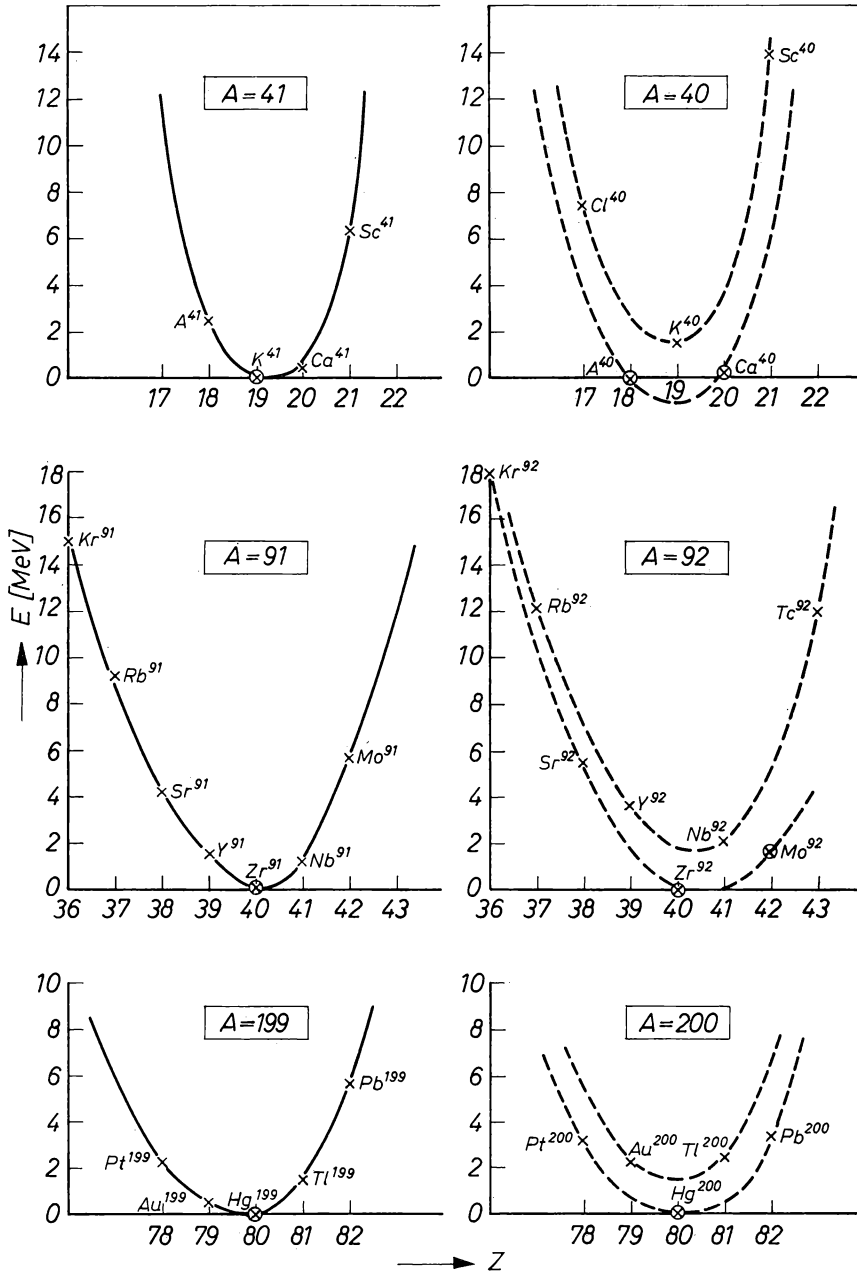 14
12
10
8
6
4
2
0
A=41
A⁴¹
K⁴¹
Ca⁴¹
Sc⁴¹
17 18 19 20 21 22
14
12
10
8
6
4
2
0
A=40
Cl⁴⁰
A⁴⁰
K⁴⁰
Ca⁴⁰
Sc⁴⁰
17 18 19 20 21 22
E [MeV]
18
16
14
12
10
8
6
4
2
0
A=91
Kr⁹¹
Rb⁹¹
Sr⁹¹
Y⁹¹
Zr⁹¹
Nb⁹¹
Mo⁹¹
36 37 38 39 40 41 42 43
18
16
14
12
10
8
6
4
2
0
A=92
Kr⁹²
Rb⁹²
Sr⁹²
Y⁹²
Zr⁹²
Nb⁹²
Mo⁹²
Tc⁹²
36 37 38 39 40 41 42 43
10
8
6
4
2
0
A=199
Pt¹⁹⁹
Au¹⁹⁹
Hg¹⁹⁹
Tl¹⁹⁹
Pb¹⁹⁹
78 79 80 81 82
10
8
6
4
2
0
A=200
Pt²⁰⁰
Au²⁰⁰
Tl²⁰⁰
Hg²⁰⁰
Pb²⁰⁰
78 79 80 81 82
Z